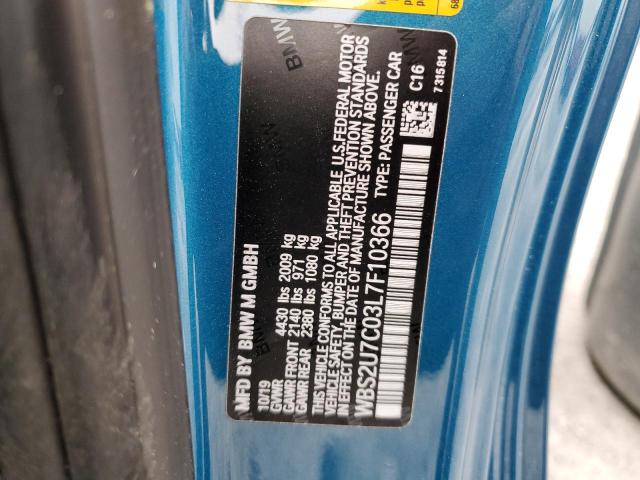 MFD BY BMW M GMBH
10/19
GVWR 4430 lbs 2009 kg
GAWR FRONT 2140 lbs 971 kg
GAWR REAR 2380 lbs 1080 kg
THIS VEHICLE CONFORMS TO ALL APPLICABLE U.S.FEDERAL MOTOR
VEHICLE SAFETY, BUMPER AND THEFT PREVENTION STANDARDS
IN EFFECT ON THE DATE OF MANUFACTURE SHOWN ABOVE.
WBS2U7C03L7F10366 TYPE: PASSENGER CAR
C16
7315814
BMW